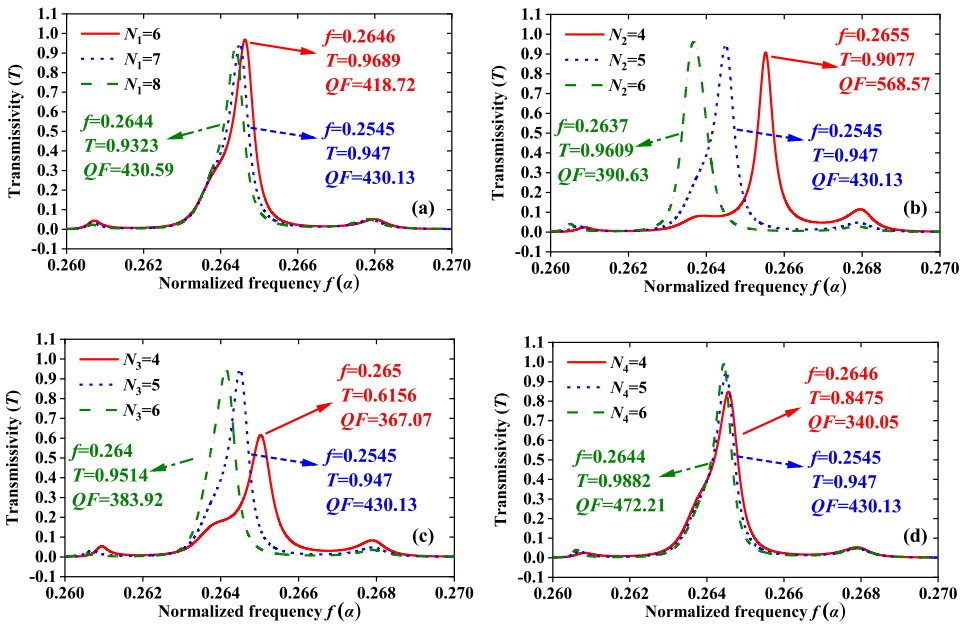 1.1
1.0
0.9
0.8
0.7
0.6
0.5
0.4
0.3
0.2
0.1
0.0
-0.1
Transmissivity (T)
N1=6
N1=7
N1=8
f=0.2646
T=0.9689
QF=418.72
f=0.2644
T=0.9323
QF=430.59
f=0.2545
T=0.947
QF=430.13
(a)
0.260 0.262 0.264 0.266 0.268 0.270
Normalized frequency f (α)
1.1
1.0
0.9
0.8
0.7
0.6
0.5
0.4
0.3
0.2
0.1
0.0
-0.1
Transmissivity (T)
N2=4
N2=5
N2=6
f=0.2655
T=0.9077
QF=568.57
f=0.2637
T=0.9609
QF=390.63
f=0.2545
T=0.947
QF=430.13
(b)
0.260 0.262 0.264 0.266 0.268 0.270
Normalized frequency f (α)
1.1
1.0
0.9
0.8
0.7
0.6
0.5
0.4
0.3
0.2
0.1
0.0
-0.1
Transmissivity (T)
N3=4
N3=5
N3=6
f=0.265
T=0.6156
QF=367.07
f=0.264
T=0.9514
QF=383.92
f=0.2545
T=0.947
QF=430.13
(c)
0.260 0.262 0.264 0.266 0.268 0.270
Normalized frequency f (α)
1.1
1.0
0.9
0.8
0.7
0.6
0.5
0.4
0.3
0.2
0.1
0.0
-0.1
Transmissivity (T)
N4=4
N4=5
N4=6
f=0.2646
T=0.8475
QF=340.05
f=0.2644
T=0.9882
QF=472.21
f=0.2545
T=0.947
QF=430.13
(d)
0.260 0.262 0.264 0.266 0.268 0.270
Normalized frequency f (α)